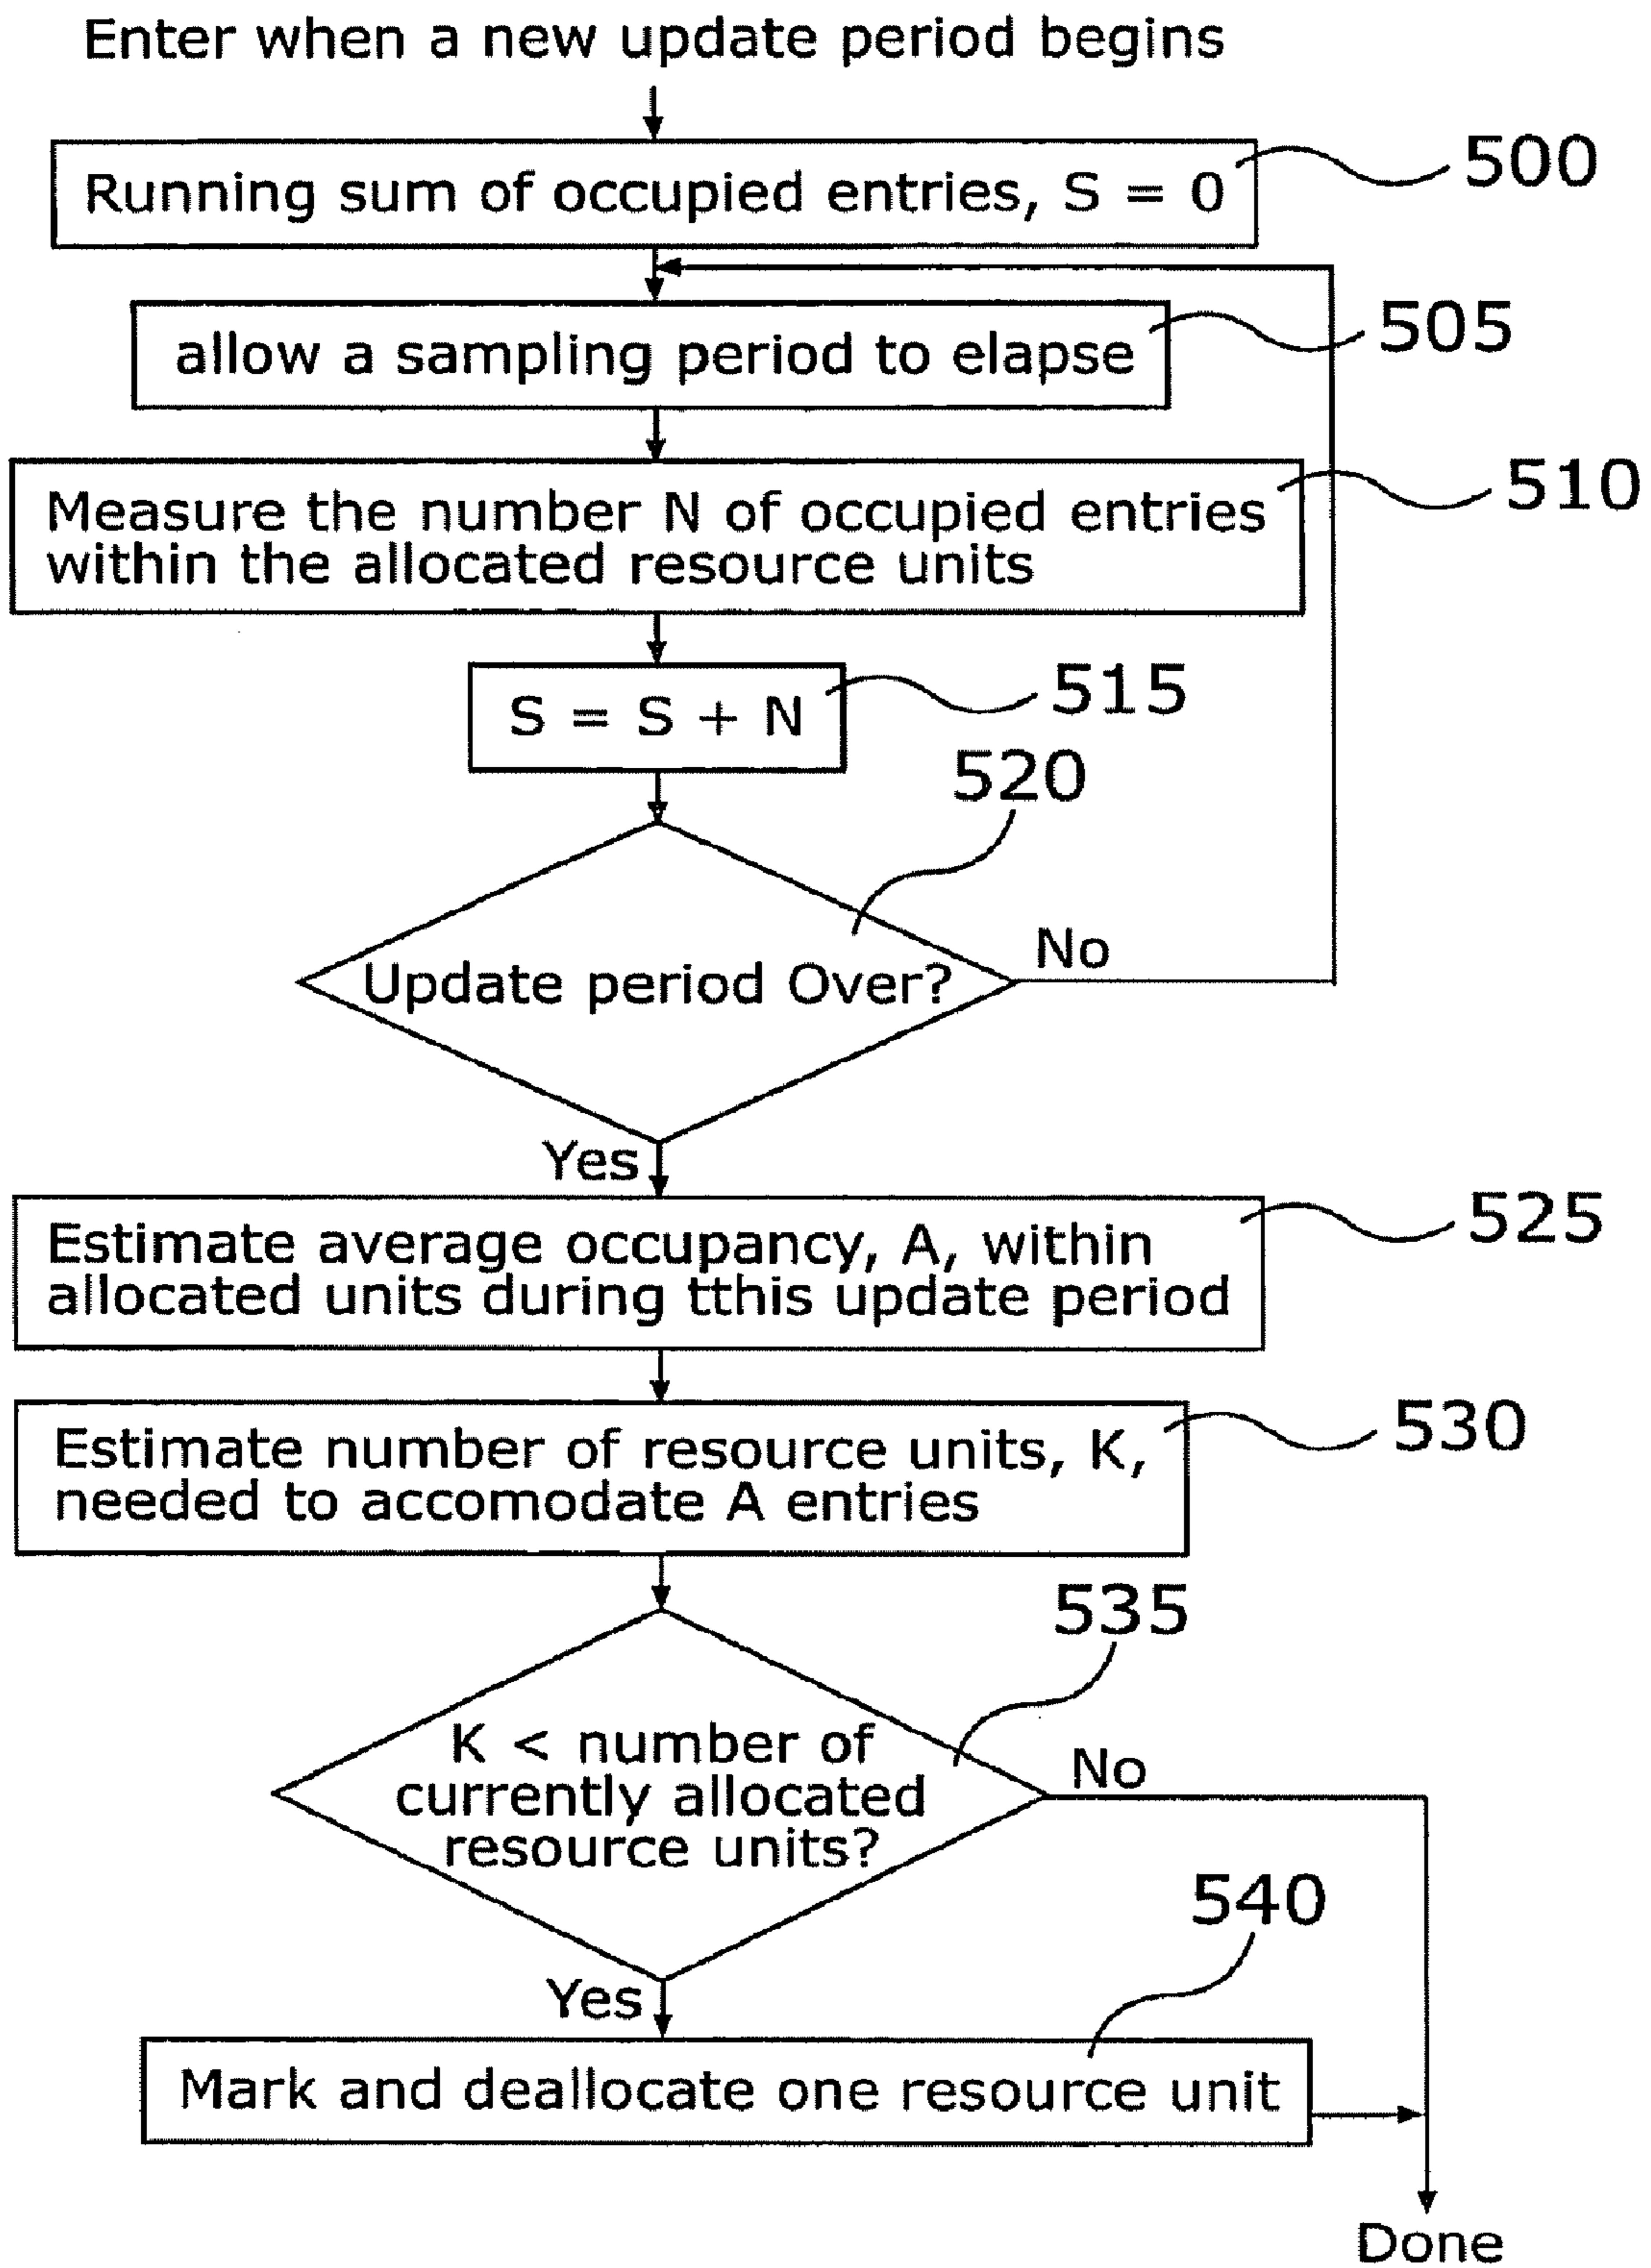 Enter when a new update period begins
Running sum of occupied entries, S = 0
500
allow a sampling period to elapse
505
Measure the number N of occupied entries
within the allocated resource units
510
S = S + N
515
520
Update period Over?
No
Yes
Estimate average occupancy, A, within
allocated units during tthis update period
525
Estimate number of resource units, K,
needed to accomodate A entries
530
535
K < number of
currently allocated
resource units?
No
540
Yes
Mark and deallocate one resource unit
Done